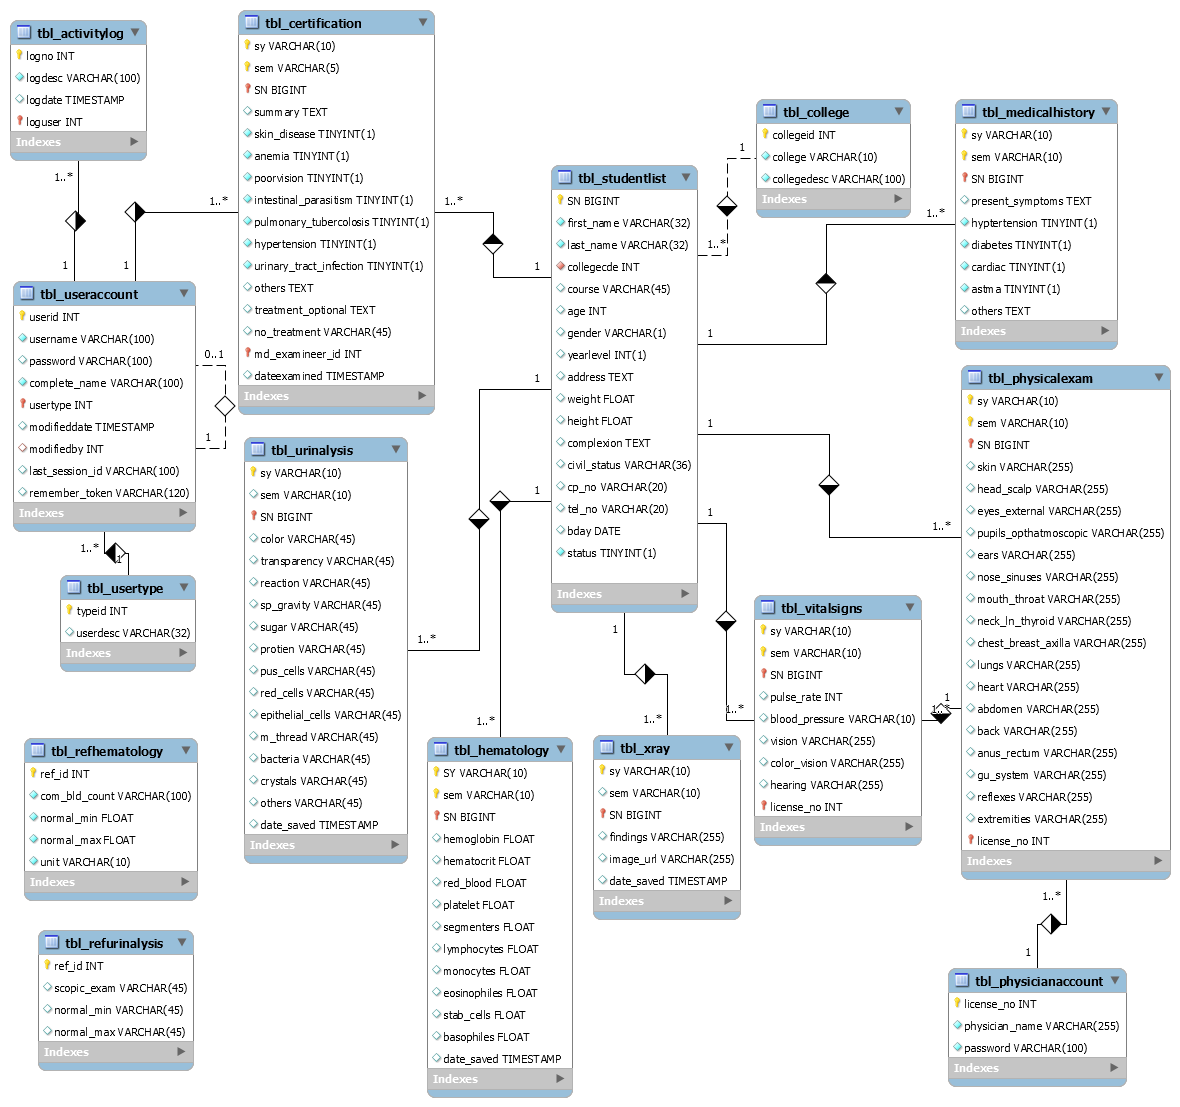 tbl_activitylog
logno INT
logdesc VARCHAR(100)
logdate TIMESTAMP
loguser INT
Indexes
1..*
1
tbl_certification
sy VARCHAR(10)
sem VARCHAR(5)
SN BIGINT
summary TEXT
skin_disease TINYINT(1)
anemia TINYINT(1)
poorvision TINYINT(1)
intestinal_parasitism TINYINT(1)
pulmonary_tubercolosis TINYINT(1)
hypertension TINYINT(1)
urinary_tract_infection TINYINT(1)
others TEXT
treatment_optional TEXT
no_treatment VARCHAR(45)
md_examineer_id INT
dateexamined TIMESTAMP
Indexes
1..*
1
1..*
1
tbl_useraccount
userid INT
username VARCHAR(100)
password VARCHAR(100)
complete_name VARCHAR(100)
usertype INT
modifieddate TIMESTAMP
modifiedby INT
last_session_id VARCHAR(100)
remember_token VARCHAR(120)
Indexes
0..1
1
1..*
1
tbl_usertype
typeid INT
userdesc VARCHAR(32)
Indexes
tbl_refhematology
ref_id INT
com_bld_count VARCHAR(100)
normal_min FLOAT
normal_max FLOAT
unit VARCHAR(10)
Indexes
tbl_refurinalysis
ref_id INT
scopic_exam VARCHAR(45)
normal_min VARCHAR(45)
normal_max VARCHAR(45)
Indexes
tbl_urinalysis
sy VARCHAR(10)
sem VARCHAR(10)
SN BIGINT
color VARCHAR(45)
transparency VARCHAR(45)
reaction VARCHAR(45)
sp_gravity VARCHAR(45)
sugar VARCHAR(45)
protien VARCHAR(45)
pus_cells VARCHAR(45)
red_cells VARCHAR(45)
epithelial_cells VARCHAR(45)
m_thread VARCHAR(45)
bacteria VARCHAR(45)
crystals VARCHAR(45)
others VARCHAR(45)
date_saved TIMESTAMP
Indexes
1..*
1
tbl_hematology
SY VARCHAR(10)
sem VARCHAR(10)
SN BIGINT
hemoglobin FLOAT
hematocrit FLOAT
red_blood FLOAT
platelet FLOAT
segmenters FLOAT
lymphocytes FLOAT
monocytes FLOAT
eosinophiles FLOAT
stab_cells FLOAT
basophiles FLOAT
date_saved TIMESTAMP
Indexes
1..*
1
tbl_studentlist
SN BIGINT
first_name VARCHAR(32)
last_name VARCHAR(32)
collegecde INT
course VARCHAR(45)
age INT
gender VARCHAR(1)
yearlevel INT(1)
address TEXT
weight FLOAT
height FLOAT
complexion TEXT
civil_status VARCHAR(36)
cp_no VARCHAR(20)
tel_no VARCHAR(20)
bday DATE
status TINYINT(1)
Indexes
1
1..*
tbl_xray
sy VARCHAR(10)
sem VARCHAR(10)
SN BIGINT
findings VARCHAR(255)
image_url VARCHAR(255)
date_saved TIMESTAMP
Indexes
1
1..*
tbl_college
collegeid INT
college VARCHAR(10)
collegedesc VARCHAR(100)
Indexes
1..*
1
tbl_medicalhistory
sy VARCHAR(10)
sem VARCHAR(10)
SN BIGINT
present_symptoms TEXT
hyptertension TINYINT(1)
diabetes TINYINT(1)
cardiac TINYINT(1)
astma TINYINT(1)
others TEXT
Indexes
1
1..*
tbl_physicalexam
sy VARCHAR(10)
sem VARCHAR(10)
SN BIGINT
skin VARCHAR(255)
head_scalp VARCHAR(255)
eyes_external VARCHAR(255)
pupils_opthatmoscopic VARCHAR(255)
ears VARCHAR(255)
nose_sinuses VARCHAR(255)
mouth_throat VARCHAR(255)
neck_ln_thyroid VARCHAR(255)
chest_breast_axilla VARCHAR(255)
lungs VARCHAR(255)
heart VARCHAR(255)
abdomen VARCHAR(255)
back VARCHAR(255)
anus_rectum VARCHAR(255)
gu_system VARCHAR(255)
reflexes VARCHAR(255)
extremities VARCHAR(255)
license_no INT
Indexes
1
1..*
tbl_vitalsigns
sy VARCHAR(10)
sem VARCHAR(10)
SN BIGINT
pulse_rate INT
blood_pressure VARCHAR(10)
vision VARCHAR(255)
color_vision VARCHAR(255)
hearing VARCHAR(255)
license_no INT
Indexes
1
1..*
1..*
1
tbl_physicianaccount
license_no INT
physician_name VARCHAR(255)
password VARCHAR(100)
Indexes